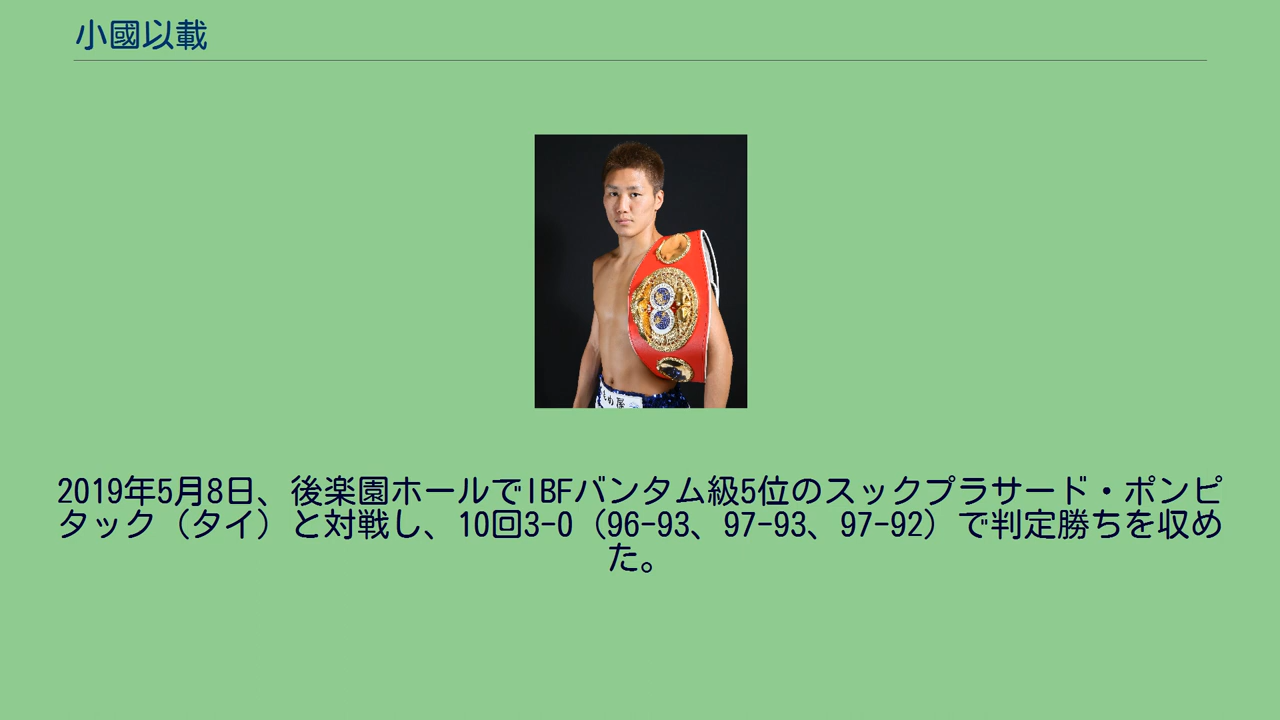 小國以載
2019年5月8日、後楽園ホールでIBFバンタム級5位のスックプラサード・ポンピ
タック（タイ）と対戦し、10回3-0（96-93、97-93、97-92）で判定勝ちを収め
た。